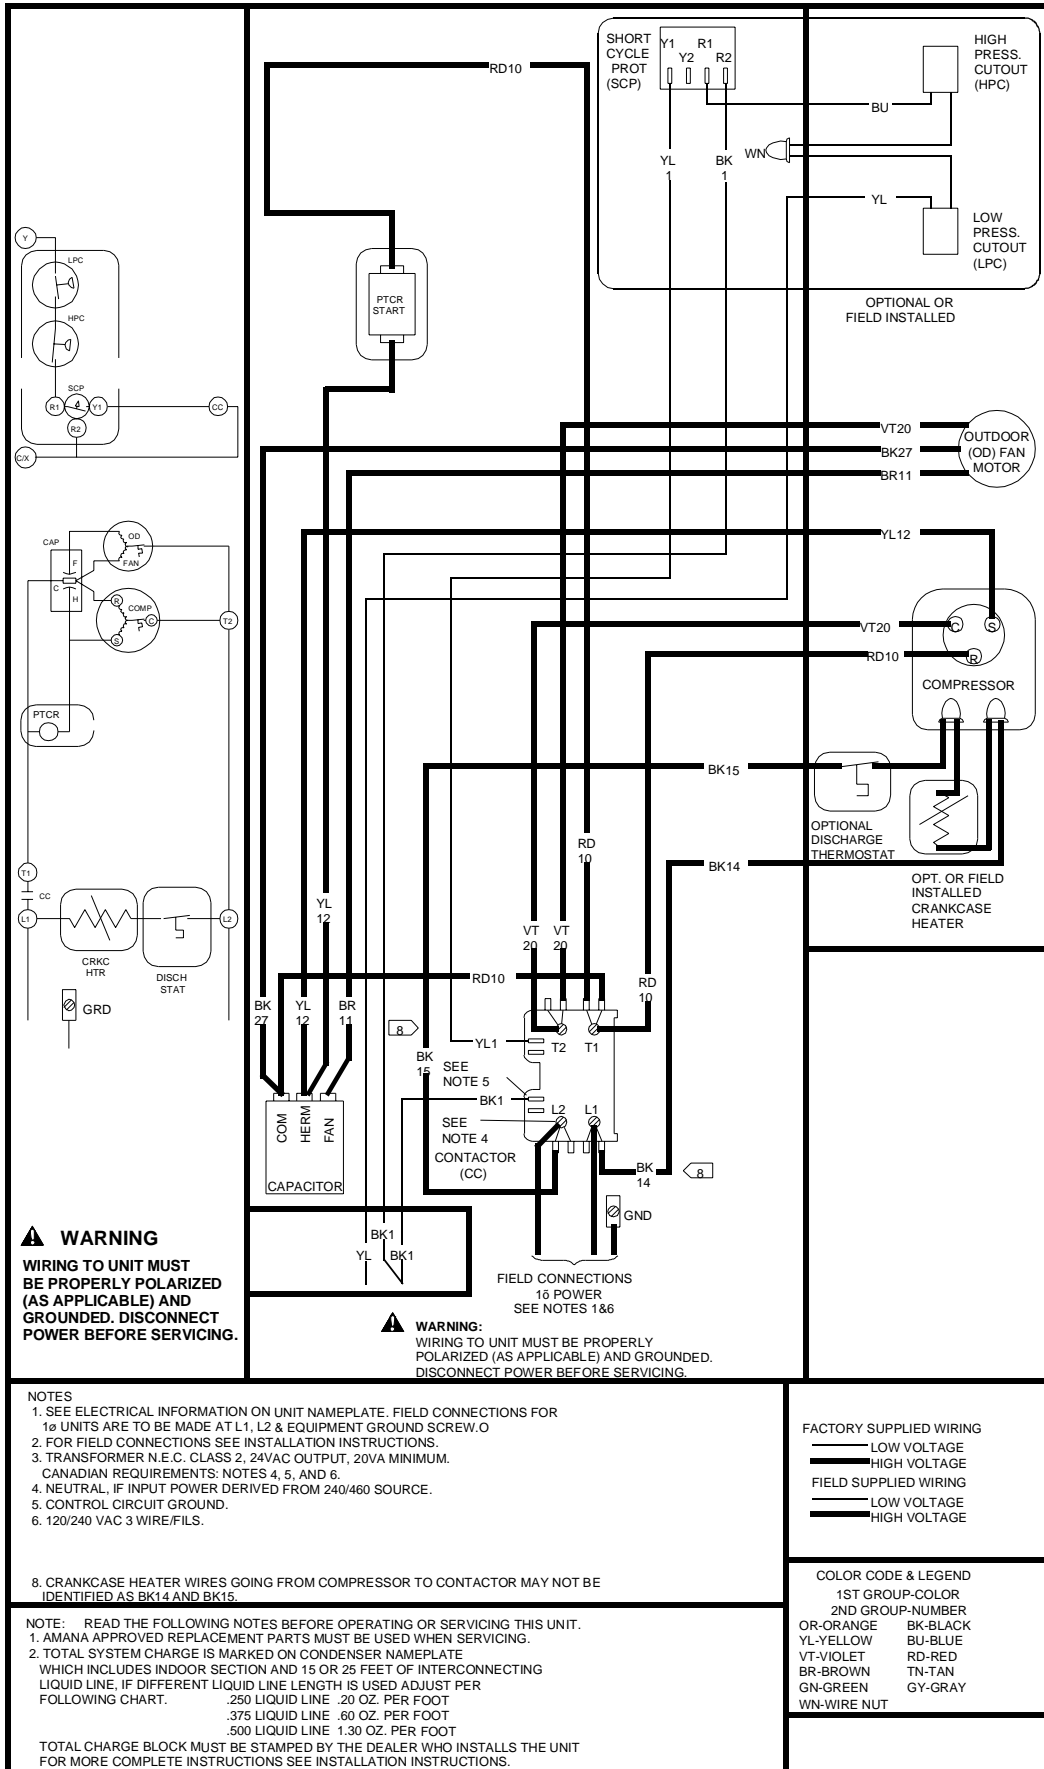 SHORT
CYCLE
PROT
(SCP)
Y1
Y2
R1
R2
HIGH
PRESS.
CUTOUT
(HPC)
RD10
BU
YL
1
BK
1
WN
YL
LOW
PRESS.
CUTOUT
(LPC)
OPTIONAL OR
FIELD INSTALLED
PTCR
START
Y
LPC
HPC
SCP
R1
Y1
CC
R2
C/X
VT20
BK27
BR11
OUTDOOR
(OD) FAN
MOTOR
YL12
CAP
F
C
H
OD
FAN
R
COMP
C
S
T2
PTCR
VT20
RD10
C
S
R
COMPRESSOR
BK15
OPTIONAL
DISCHARGE
THERMOSTAT
BK14
OPT. OR FIELD
INSTALLED
CRANKCASE
HEATER
T1
CC
L1
L2
CRKC
HTR
DISCH
STAT
GRD
RD
10
YL
12
VT
20
VT
20
RD10
RD
10
BK
27
YL
12
BR
11
8
BK
15
YL1
T2
T1
SEE
NOTE 5
BK1
L2
L1
SEE
NOTE 4
CONTACTOR
(CC)
COM
HERM
FAN
CAPACITOR
BK
14
8
GND
BK1
YL
BK1
FIELD CONNECTIONS
1õ POWER
SEE NOTES 1&6
WARNING
WIRING TO UNIT MUST
BE PROPERLY POLARIZED
(AS APPLICABLE) AND
GROUNDED. DISCONNECT
POWER BEFORE SERVICING.
WARNING:
WIRING TO UNIT MUST BE PROPERLY
POLARIZED (AS APPLICABLE) AND GROUNDED.
DISCONNECT POWER BEFORE SERVICING.
NOTES
1. SEE ELECTRICAL INFORMATION ON UNIT NAMEPLATE. FIELD CONNECTIONS FOR
1ø UNITS ARE TO BE MADE AT L1, L2 & EQUIPMENT GROUND SCREW.O
2. FOR FIELD CONNECTIONS SEE INSTALLATION INSTRUCTIONS.
3. TRANSFORMER N.E.C. CLASS 2, 24VAC OUTPUT, 20VA MINIMUM.
CANADIAN REQUIREMENTS: NOTES 4, 5, AND 6.
4. NEUTRAL, IF INPUT POWER DERIVED FROM 240/460 SOURCE.
5. CONTROL CIRCUIT GROUND.
6. 120/240 VAC 3 WIRE/FILS.
8. CRANKCASE HEATER WIRES GOING FROM COMPRESSOR TO CONTACTOR MAY NOT BE
IDENTIFIED AS BK14 AND BK15.
FACTORY SUPPLIED WIRING
LOW VOLTAGE
HIGH VOLTAGE
FIELD SUPPLIED WIRING
LOW VOLTAGE
HIGH VOLTAGE
NOTE: READ THE FOLLOWING NOTES BEFORE OPERATING OR SERVICING THIS UNIT.
1. AMANA APPROVED REPLACEMENT PARTS MUST BE USED WHEN SERVICING.
2. TOTAL SYSTEM CHARGE IS MARKED ON CONDENSER NAMEPLATE
WHICH INCLUDES INDOOR SECTION AND 15 OR 25 FEET OF INTERCONNECTING
LIQUID LINE, IF DIFFERENT LIQUID LINE LENGTH IS USED ADJUST PER
FOLLOWING CHART. .250 LIQUID LINE .20 OZ. PER FOOT
.375 LIQUID LINE .60 OZ. PER FOOT
.500 LIQUID LINE 1.30 OZ. PER FOOT
TOTAL CHARGE BLOCK MUST BE STAMPED BY THE DEALER WHO INSTALLS THE UNIT
FOR MORE COMPLETE INSTRUCTIONS SEE INSTALLATION INSTRUCTIONS.
COLOR CODE & LEGEND
1ST GROUP-COLOR
2ND GROUP-NUMBER
OR-ORANGE BK-BLACK
YL-YELLOW BU-BLUE
VT-VIOLET RD-RED
BR-BROWN TN-TAN
GN-GREEN GY-GRAY
WN-WIRE NUT